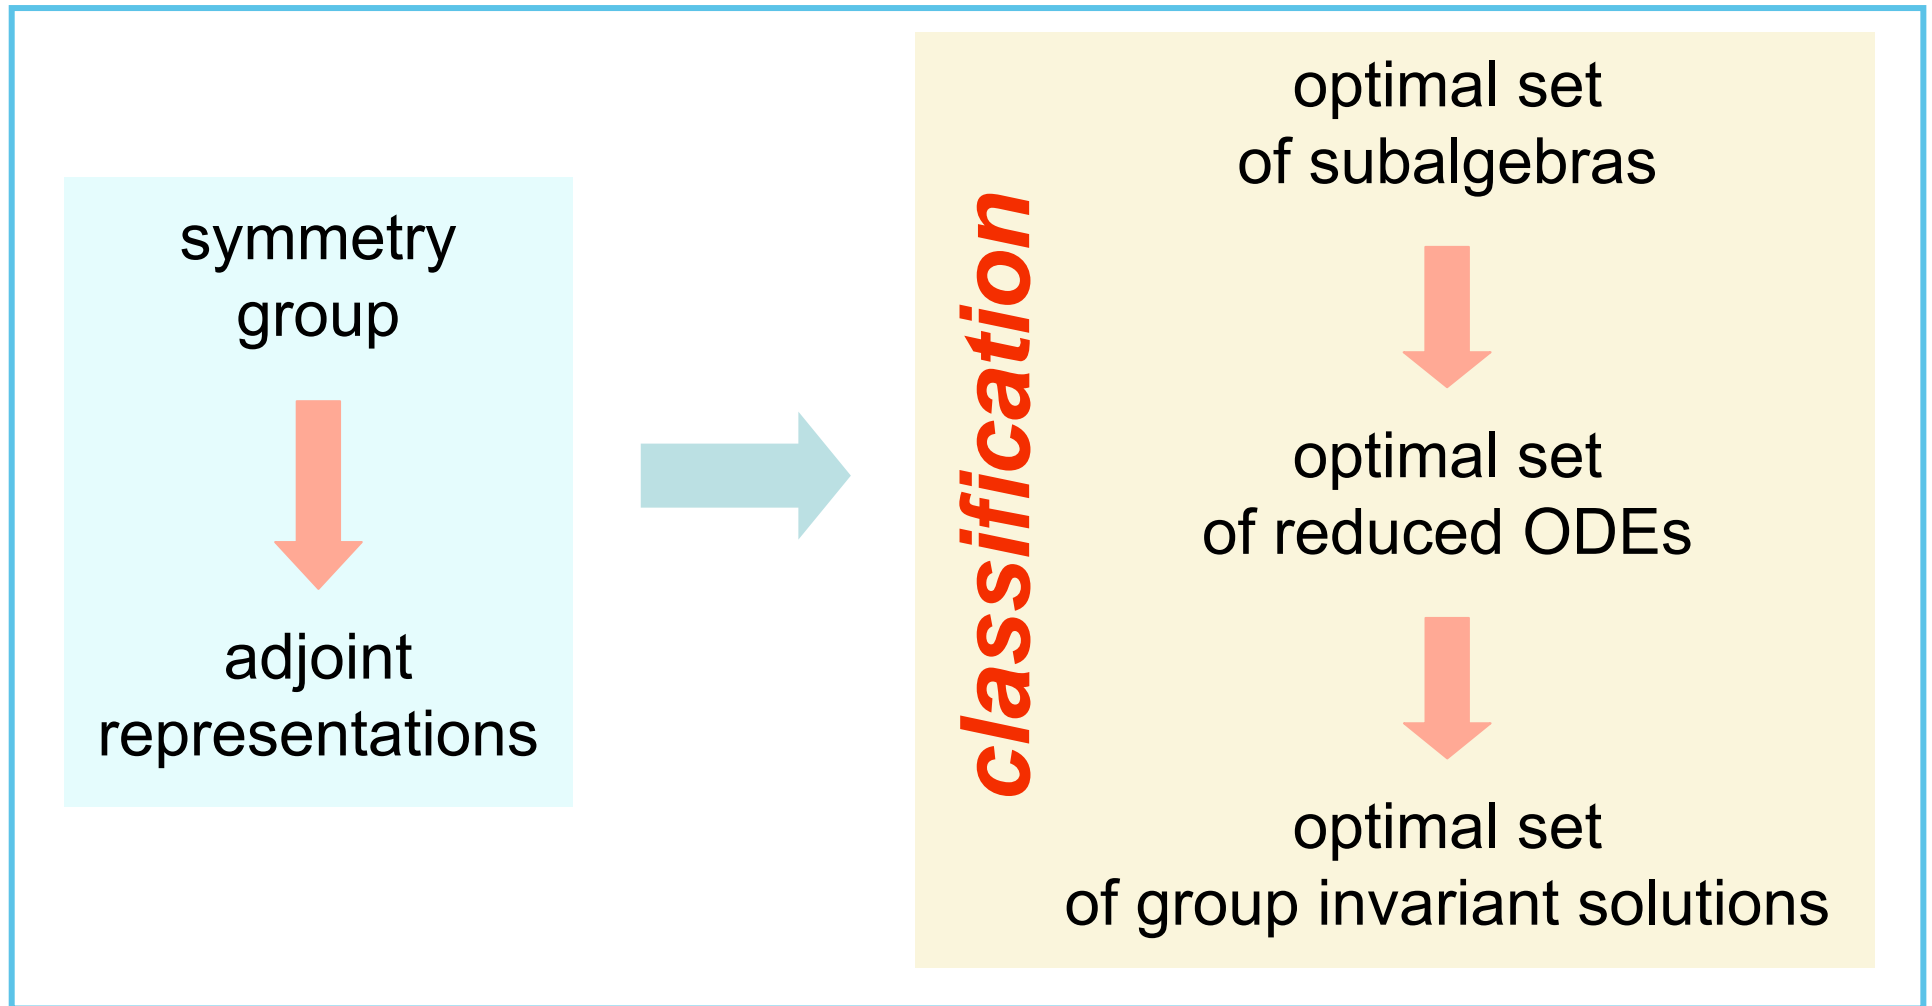 symmetry
group
adjoint
representations
classification
optimal set
of subalgebras
optimal set
of reduced ODEs
optimal set
of group invariant solutions